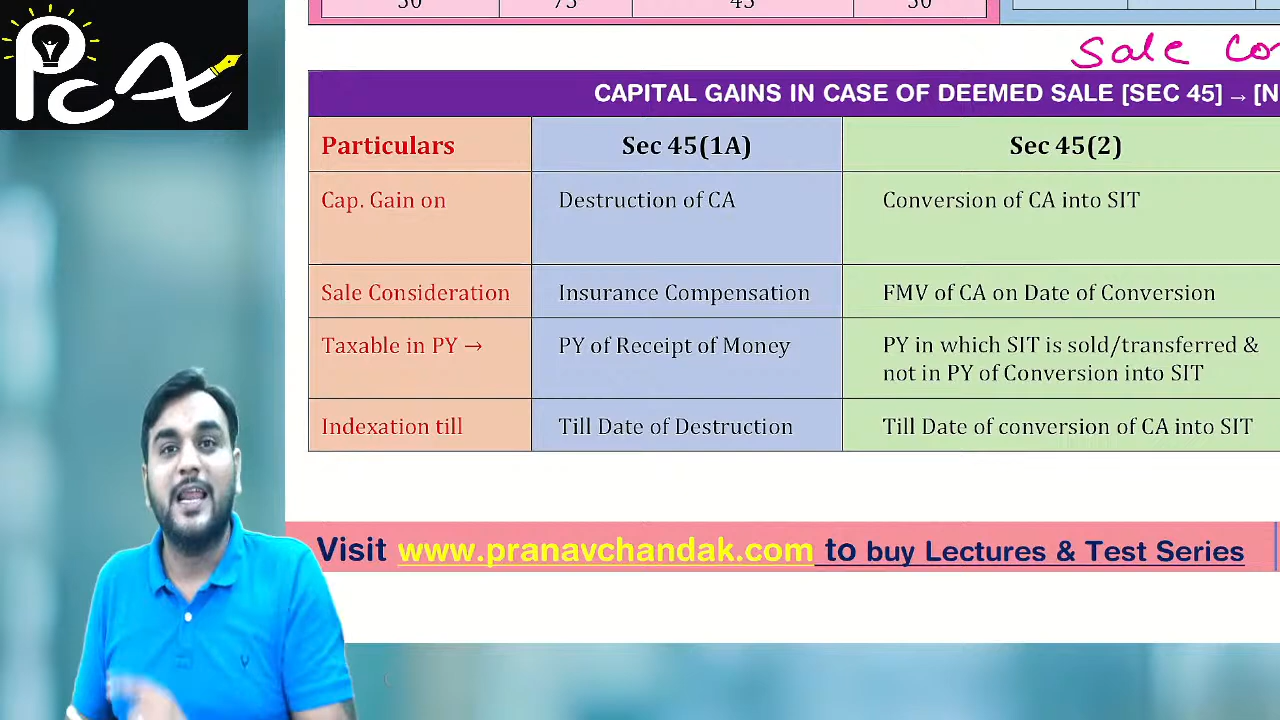 PCA
50 75 45 50
Sale Co
CAPITAL GAINS IN CASE OF DEEMED SALE [SEC 45] → [N
Particulars Sec 45(1A) Sec 45(2)
Cap. Gain on Destruction of CA Conversion of CA into SIT
Sale Consideration Insurance Compensation FMV of CA on Date of Conversion
Taxable in PY → PY of Receipt of Money PY in which SIT is sold/transferred &
not in PY of Conversion into SIT
Indexation till Till Date of Destruction Till Date of conversion of CA into SIT
Visit www.pranavchandak.com to buy Lectures & Test Series